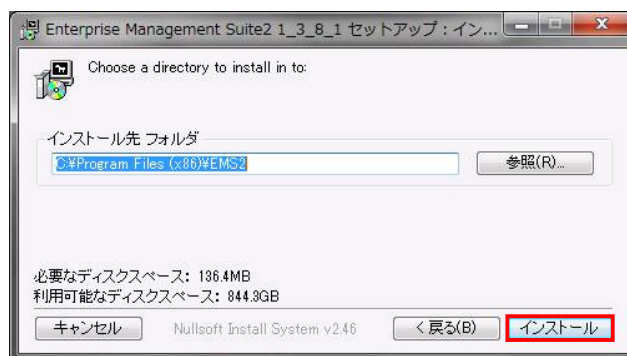 Enterprise Management Suite2 1_3_8_1 セットアップ：イン...
Choose a directory to install in to:
インストール先 フォルダ
C:¥Program Files (x86)¥EMS2
参照(R)...
必要なディスクスペース: 136.4MB
利用可能なディスクスペース: 844.3GB
キャンセル Nullsoft Install System v2.46 < 戻る(B) インストール